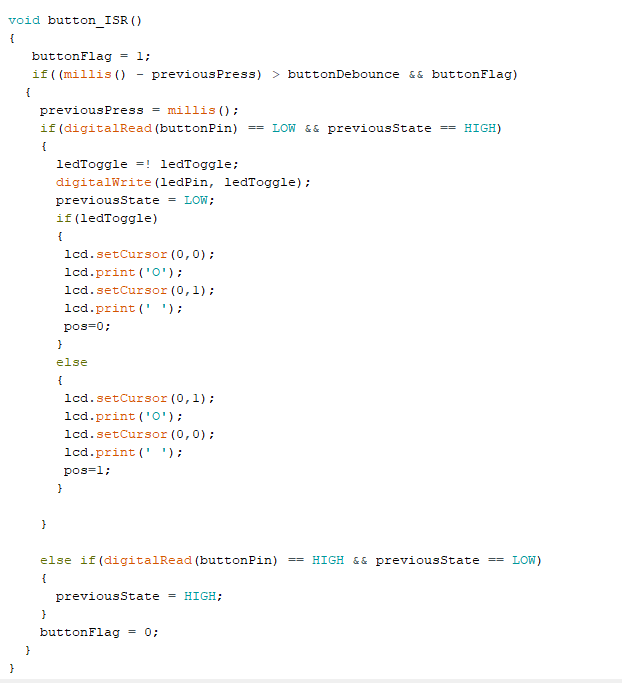 void button_ISR()
{
buttonFlag = 1;
if((millis() - previousPress) > buttonDebounce && buttonFlag)
{
previousPress = millis();
if(digitalRead(buttonPin) == LOW && previousState == HIGH)
{
ledToggle =! ledToggle;
digitalWrite(ledPin, ledToggle);
previousState = LOW;
if(ledToggle)
{
lcd.setCursor(0,0);
lcd.print('O');
lcd.setCursor(0,1);
lcd.print(' ');
pos=0;
}
else
{
lcd.setCursor(0,1);
lcd.print('O');
lcd.setCursor(0,0);
lcd.print(' ');
pos=1;
}
}
else if(digitalRead(buttonPin) == HIGH && previousState == LOW)
{
previousState = HIGH;
}
buttonFlag = 0;
}
}